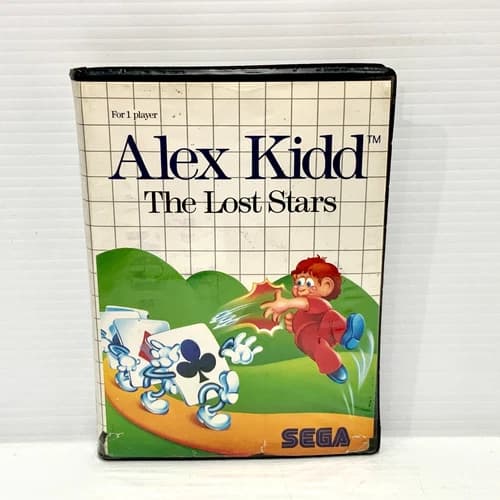 For 1 player
Alex Kidd™
The Lost Stars
SEGA